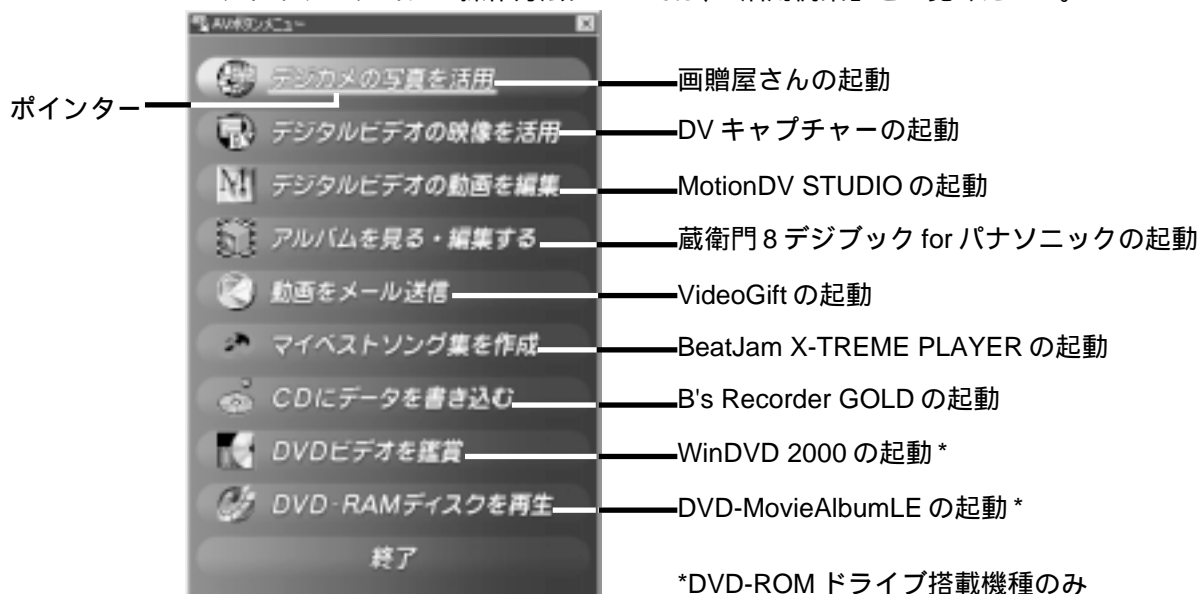 AVボタンメニュー
デジカメの写真を活用 画贈屋さんの起動
ポインター
デジタルビデオの映像を活用 DV キャプチャーの起動
デジタルビデオの動画を編集 MotionDV STUDIO の起動
アルバムを見る・編集する 蔵衛門 8 デジブック for パナソニックの起動
動画をメール送信 VideoGift の起動
マイベストソング集を作成 BeatJam X-TREME PLAYER の起動
CDにデータを書き込む B's Recorder GOLD の起動
DVDビデオを鑑賞 WinDVD 2000 の起動 *
DVD-RAMディスクを再生 DVD-MovieAlbumLE の起動 *
終了
*DVD-ROM ドライブ搭載機種のみ